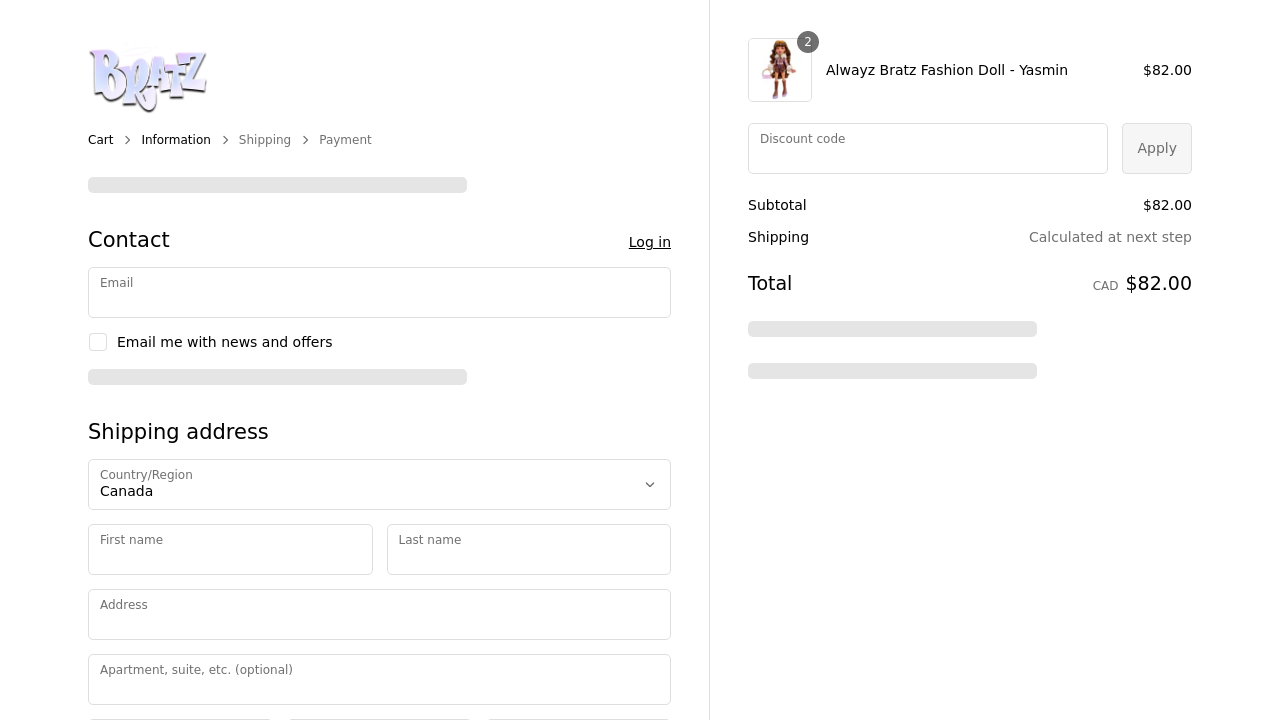 BRATZ
Cart > Information > Shipping > Payment
Contact
Log in
Email
Email me with news and offers
Shipping address
Country/Region
Canada
First name
Last name
Address
Apartment, suite, etc. (optional)
2
Alwayz Bratz Fashion Doll - Yasmin
$82.00
Discount code
Apply
Subtotal
$82.00
Shipping
Calculated at next step
Total
CAD $82.00